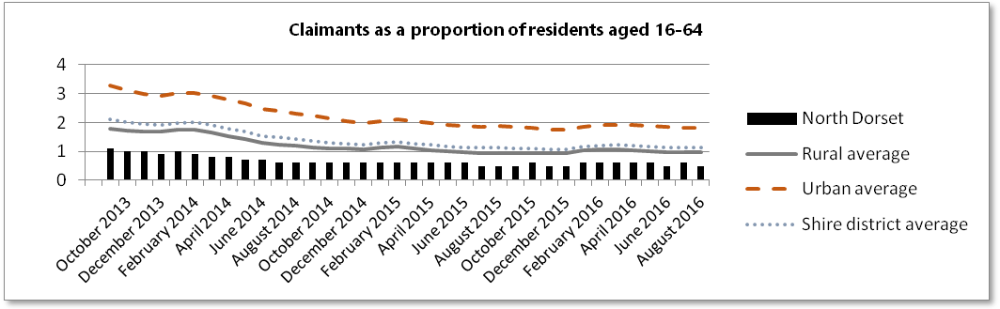 Claimants as a proportion of residents aged 16-64
4
3
2
1
0
October 2013
December 2013
February 2014
April 2014
June 2014
August 2014
October 2014
December 2014
February 2015
April 2015
June 2015
August 2015
October 2015
December 2015
February 2016
April 2016
June 2016
August 2016
North Dorset
Rural average
Urban average
Shire district average